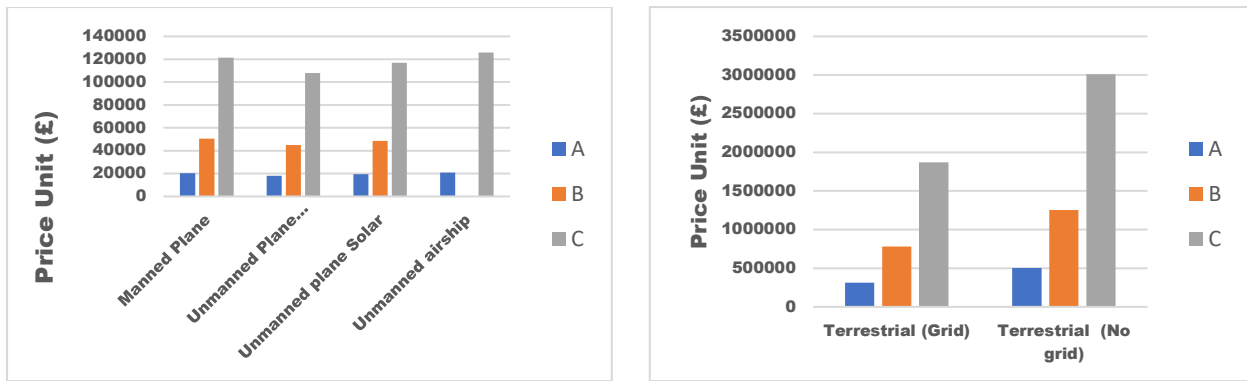 140000
120000
100000
80000
60000
40000
20000
0
Price Unit (£)
Manned Plane
Unmanned Plane...
Unmanned plane Solar
Unmanned airship
A
B
C
3500000
3000000
2500000
2000000
1500000
1000000
500000
0
Price Unit (£)
Terrestrial (Grid)
Terrestrial (No
grid)
A
B
C